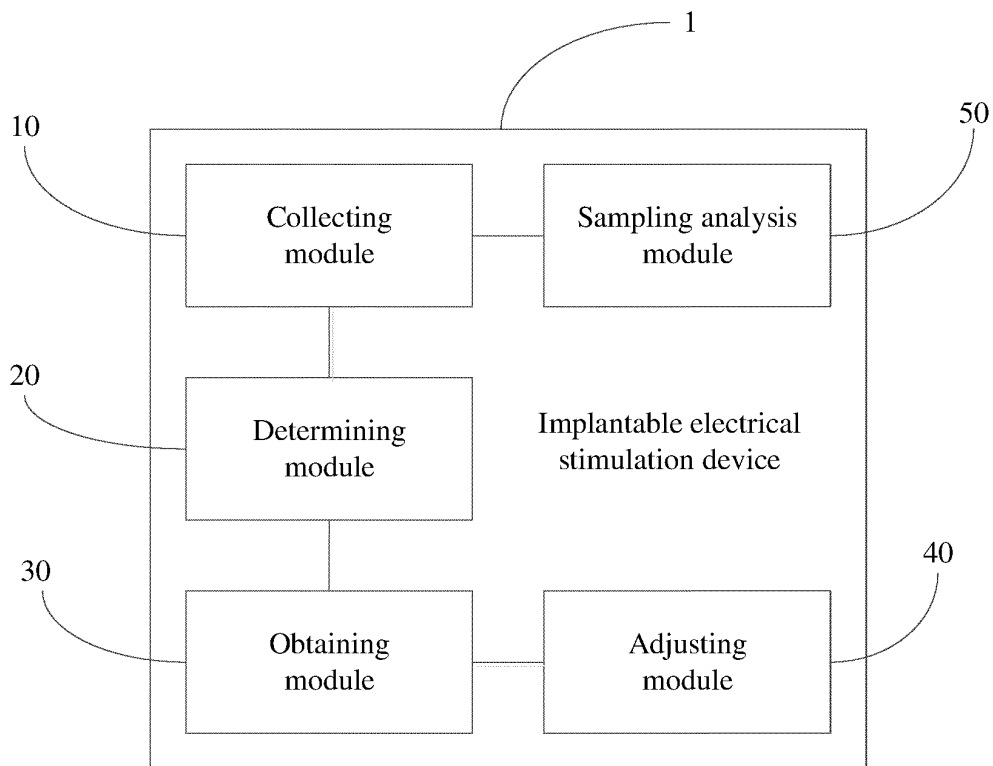 1
10
50
Collecting
module
Sampling analysis
module
20
Determining
module
Implantable electrical
stimulation device
30
40
Obtaining
module
Adjusting
module